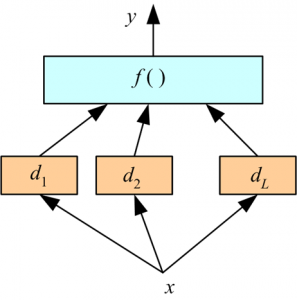 y
f ( )
d1 d2 dL
x